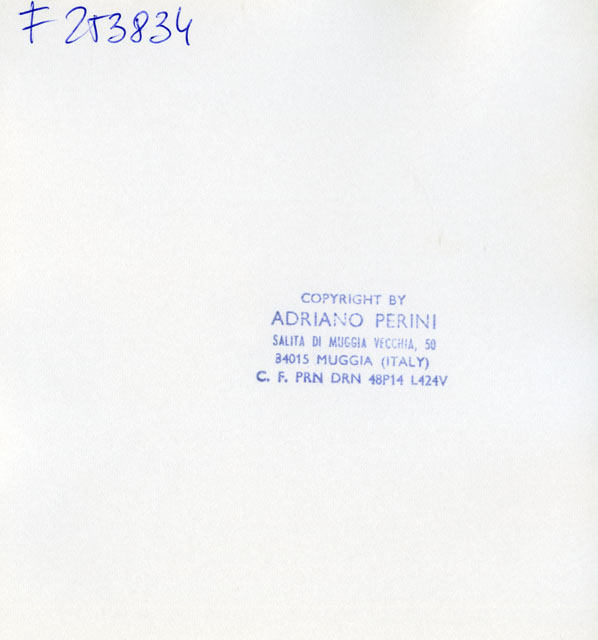 F 253834
COPYRIGHT BY
ADRIANO PERINI
SALITA DI MUGGIA VECCHIA, 50
34015 MUGGIA (ITALY)
C. F. PRN DRN 48P14 L424V